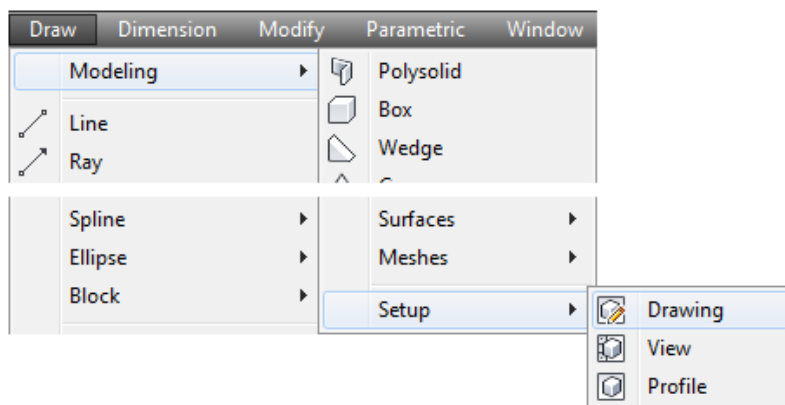 Draw Dimension Modify Parametric Window
Modeling
Line
Ray
Spline
Ellipse
Block
Polysolid
Box
Wedge
Surfaces
Meshes
Setup
Drawing
View
Profile